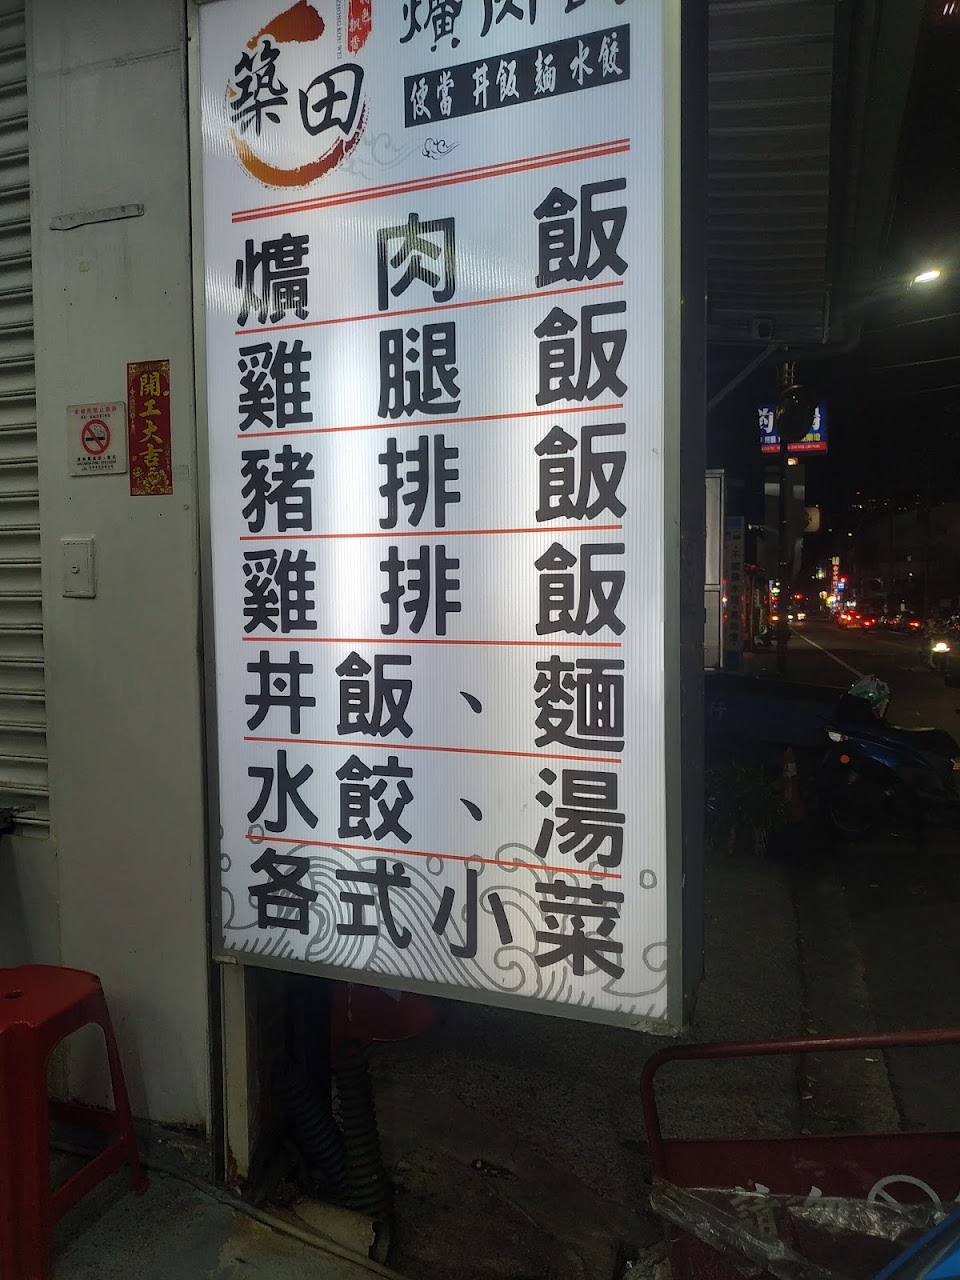 築田
爌肉飯
便當 丼飯 麵 水餃
爌肉飯
雞腿飯
豬排飯
雞排飯
丼飯、麵
水餃、湯
各式小菜
開工大吉